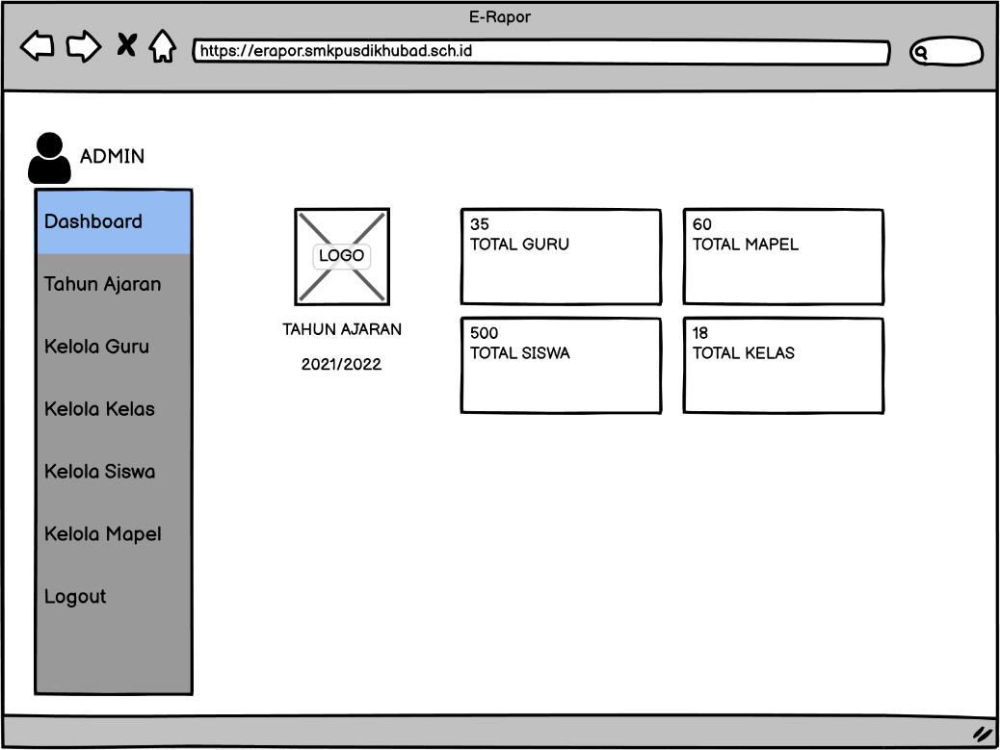 E-Rapor
https://erapor.smkpusdikhubad.sch.id
ADMIN
Dashboard
Tahun Ajaran
Kelola Guru
Kelola Kelas
Kelola Siswa
Kelola Mapel
Logout
LOGO
TAHUN AJARAN
2021/2022
35
TOTAL GURU
60
TOTAL MAPEL
500
TOTAL SISWA
18
TOTAL KELAS